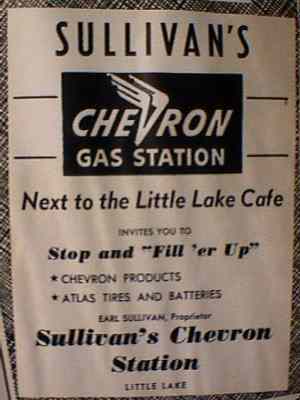 SULLIVAN'S
CHEVRON
GAS STATION
Next to the Little Lake Cafe
INVITES YOU TO
Stop and "Fill 'er Up"
★ CHEVRON PRODUCTS
★ ATLAS TIRES AND BATTERIES
EARL SULLIVAN, Proprietor
Sullivan's Chevron
Station
LITTLE LAKE